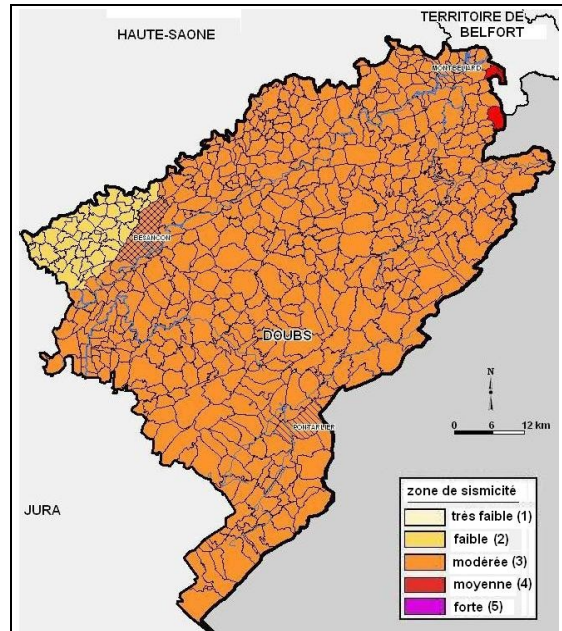 TERRITOIRE DE
BELFORT
HAUTE-SAONE
MONTBELIARD
BESANCON
DOUBS
PONTARLIER
N
0 6 12 km
JURA
zone de sismicité
très faible (1)
faible (2)
modérée (3)
moyenne (4)
forte (5)